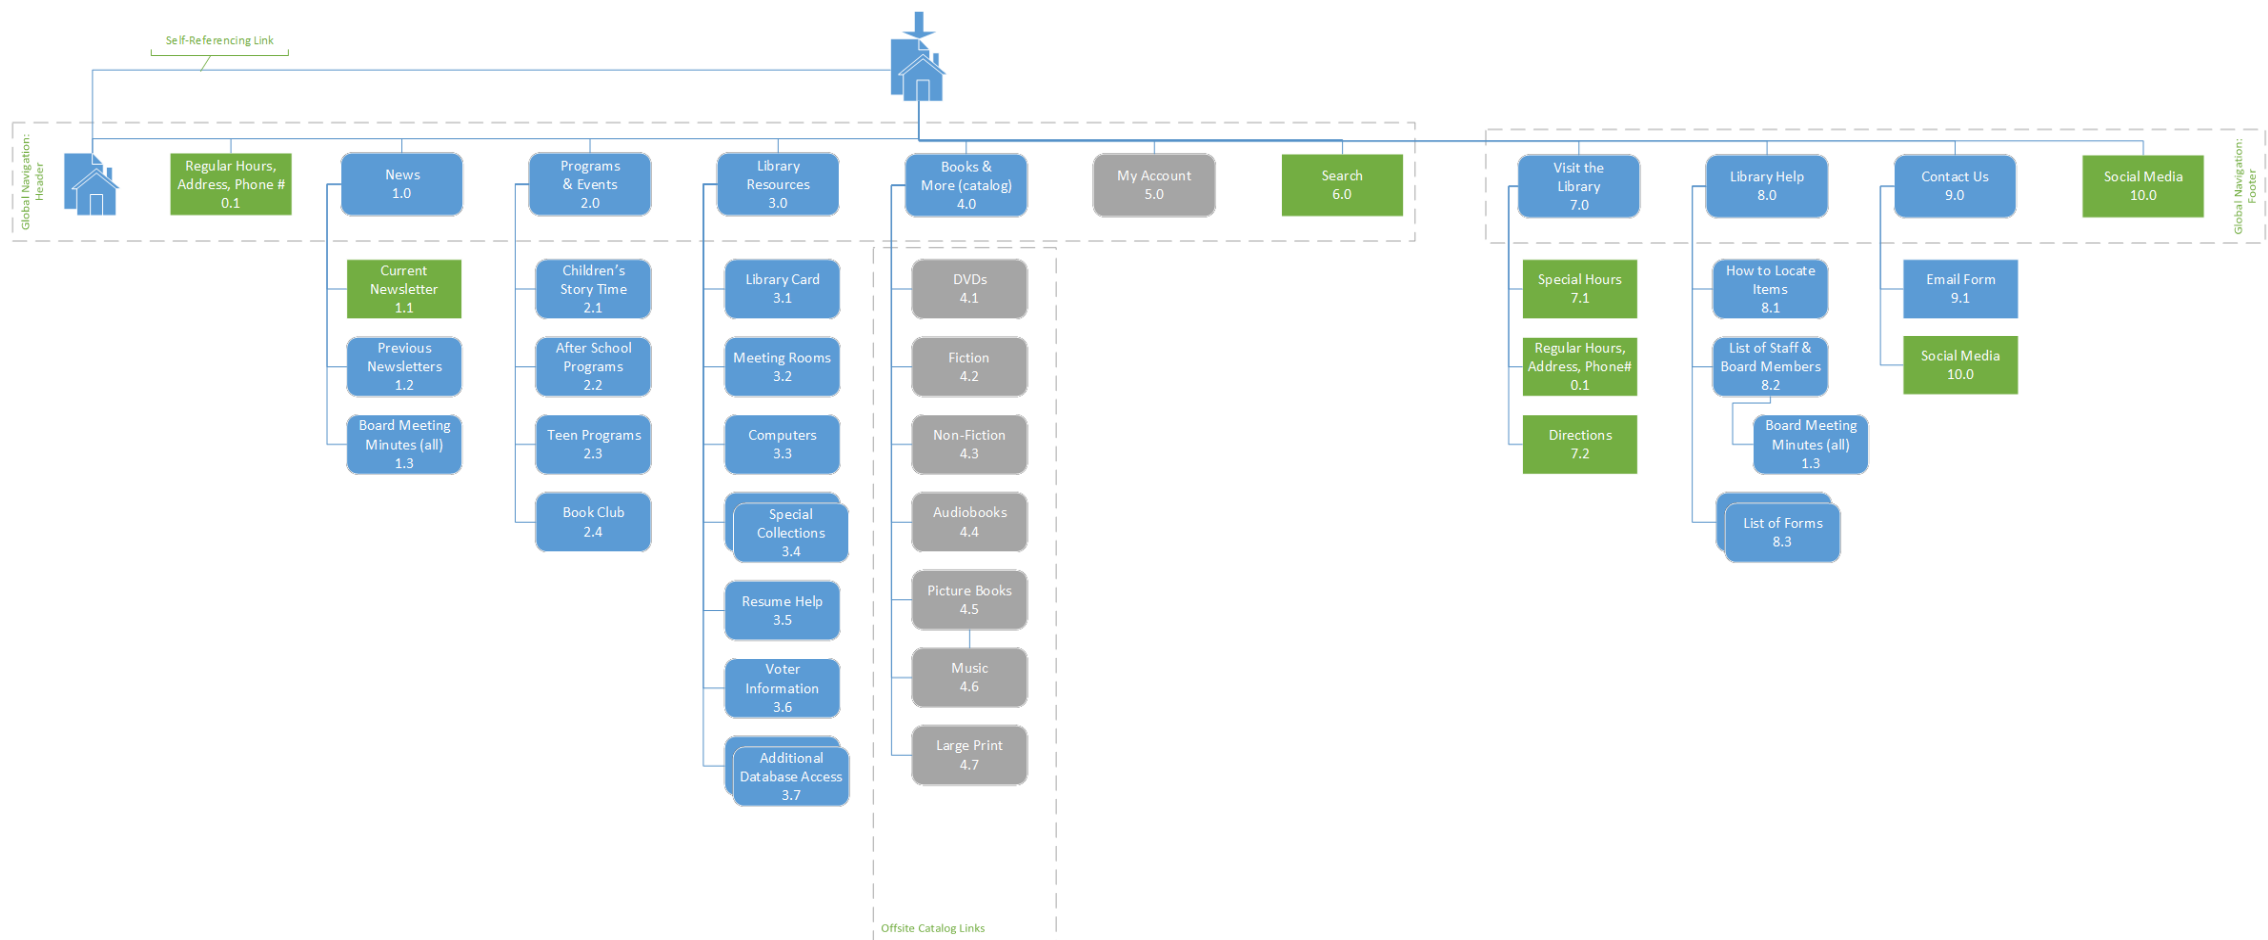 Self-Referencing Link
Global Navigation:
Header
Regular Hours,
Address, Phone #
0.1
News
1.0
Programs
& Events
2.0
Library
Resources
3.0
Books &
More (catalog)
4.0
My Account
5.0
Search
6.0
Visit the
Library
7.0
Library Help
8.0
Contact Us
9.0
Social Media
10.0
Global Navigation:
Footer
Current
Newsletter
1.1
Previous
Newsletters
1.2
Board Meeting
Minutes (all)
1.3
Children's
Story Time
2.1
After School
Programs
2.2
Teen Programs
2.3
Book Club
2.4
Library Card
3.1
Meeting Rooms
3.2
Computers
3.3
Special
Collections
3.4
Resume Help
3.5
Voter
Information
3.6
Additional
Database Access
3.7
DVDs
4.1
Fiction
4.2
Non-Fiction
4.3
Audiobooks
4.4
Picture Books
4.5
Music
4.6
Large Print
4.7
Offsite Catalog Links
Special Hours
7.1
Regular Hours,
Address, Phone#
0.1
Directions
7.2
How to Locate
Items
8.1
List of Staff &
Board Members
8.2
Board Meeting
Minutes (all)
1.3
List of Forms
8.3
Email Form
9.1
Social Media
10.0